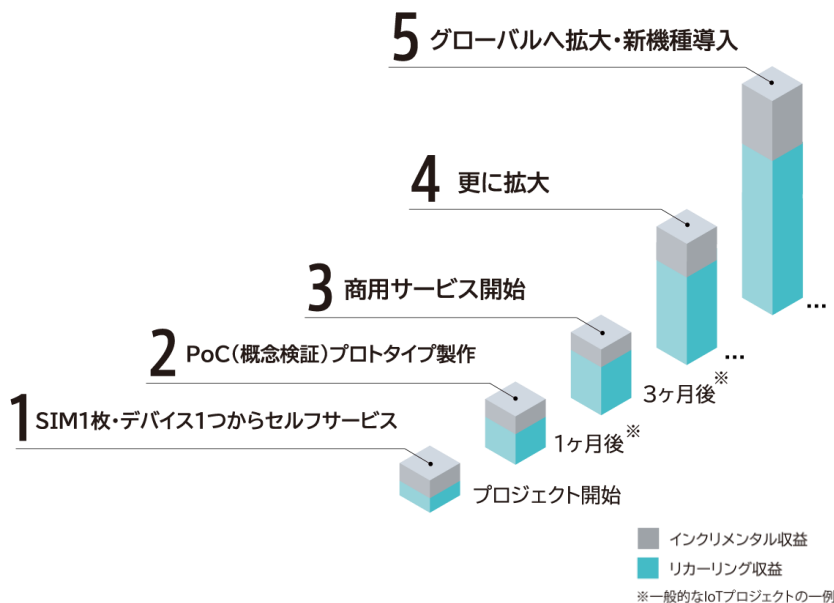 5 グローバルへ拡大・新機種導入
4 更に拡大
3 商用サービス開始
...
2 PoC(概念検証)プロトタイプ製作
...
3ヶ月後※
1 SIM1枚・デバイス1つからセルフサービス
1ヶ月後※
プロジェクト開始
インクリメンタル収益
リカーリング収益
※一般的なIoTプロジェクトの一例